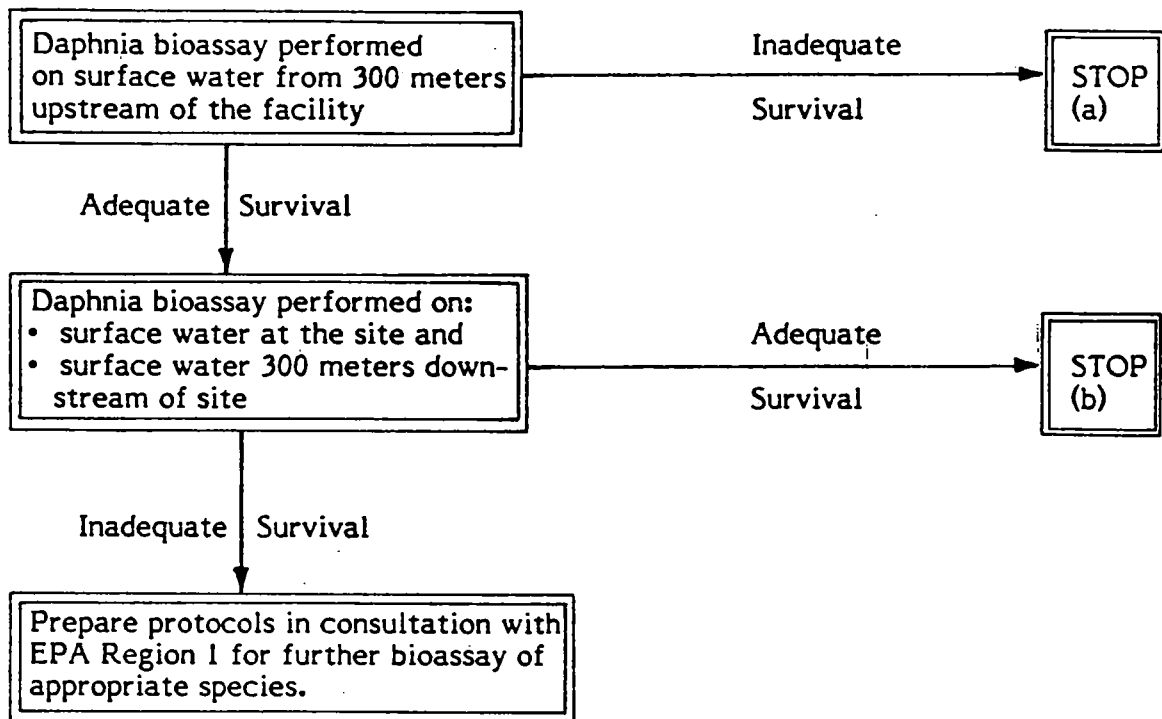 Daphnia bioassay performed
on surface water from 300 meters
upstream of the facility
Inadequate
Survival
STOP
(a)
Adequate Survival
Daphnia bioassay performed on:
• surface water at the site and
• surface water 300 meters down-
stream of site
Adequate
Survival
STOP
(b)
Inadequate Survival
Prepare protocols in consultation with
EPA Region 1 for further bioassay of
appropriate species.